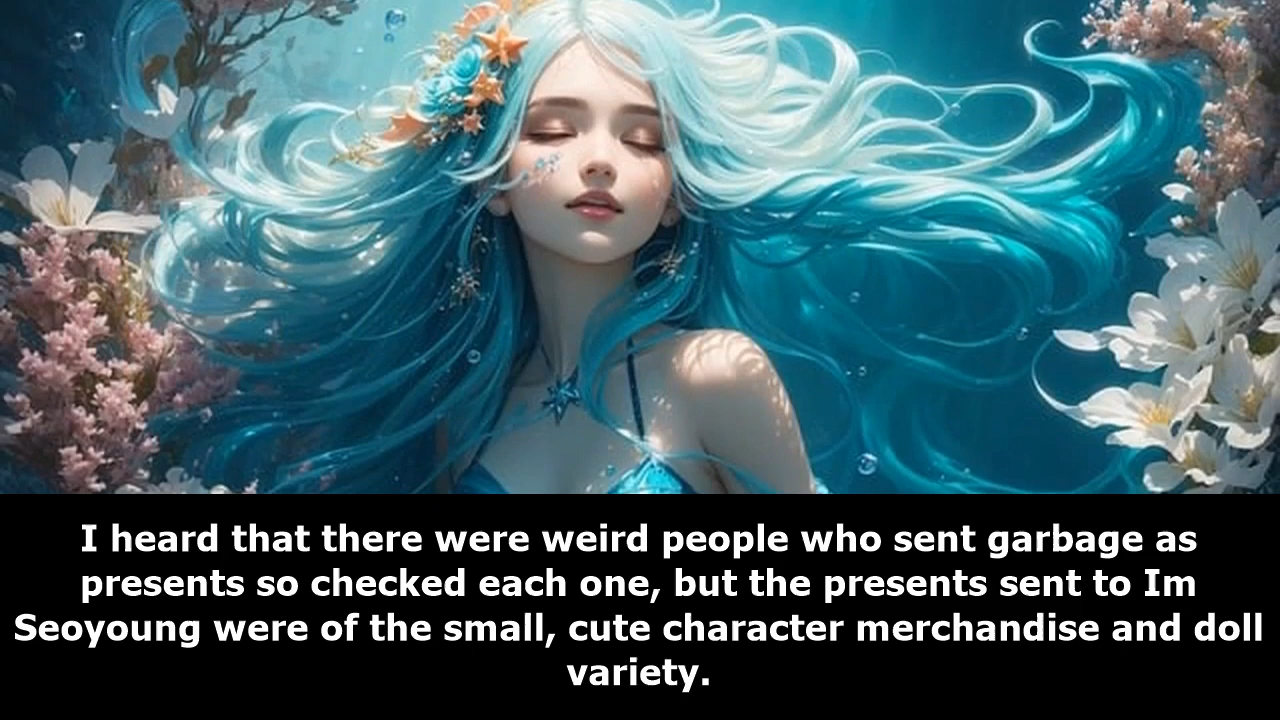 I heard that there were weird people who sent garbage as
presents so checked each one, but the presents sent to Im
Seoyoung were of the small, cute character merchandise and doll
variety.